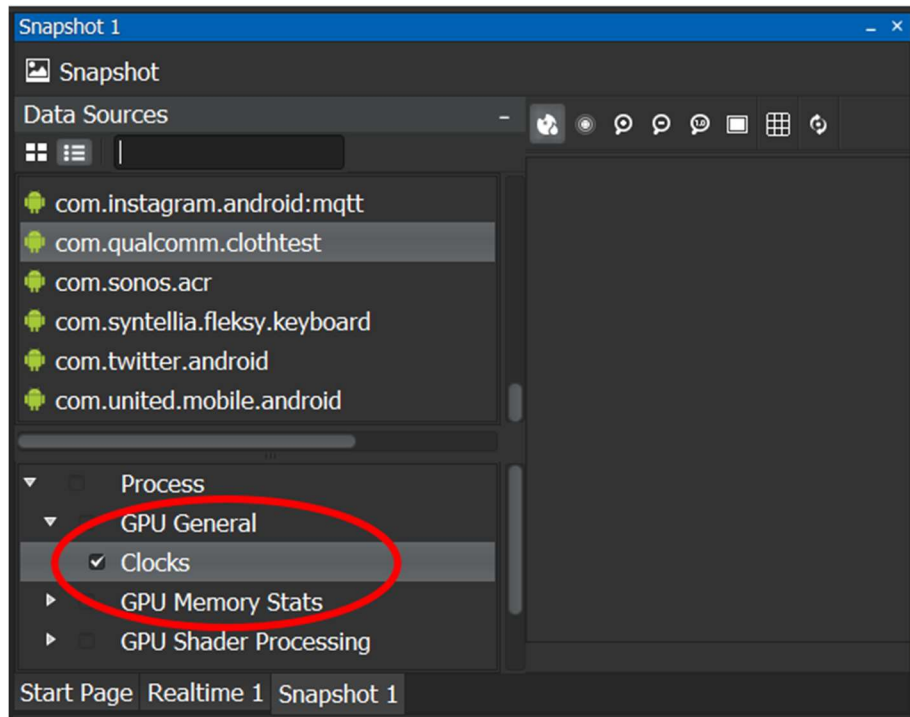 Snapshot 1
Snapshot
Data Sources
1.0
com.instagram.android:mqtt
com.qualcomm.clothtest
com.sonos.acr
com.syntellia.fleksy.keyboard
com.twitter.android
com.united.mobile.android
Process
GPU General
Clocks
GPU Memory Stats
GPU Shader Processing
Start Page Realtime 1 Snapshot 1